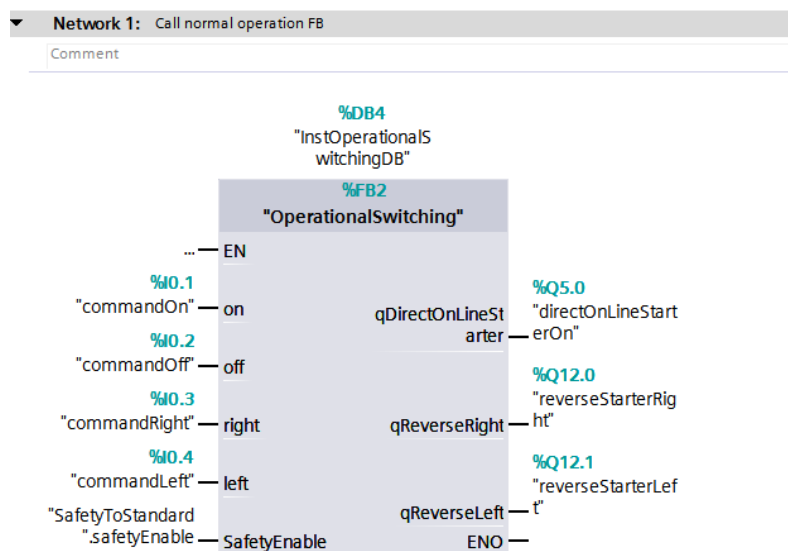 Network 1: Call normal operation FB
Comment
%DB4
"InstOperationalS
witchingDB"
%FB2
"OperationalSwitching"
... EN
%I0.1
"commandOn" on
%I0.2
"commandOff" off
%I0.3
"commandRight" right
%I0.4
"commandLeft" left
"SafetyToStandard
".safetyEnable SafetyEnable
qDirectOnLineSt
arter
%Q5.0
"directOnLineStart
erOn"
qReverseRight
%Q12.0
"reverseStarterRig
ht"
qReverseLeft
%Q12.1
"reverseStarterLef
t"
ENO